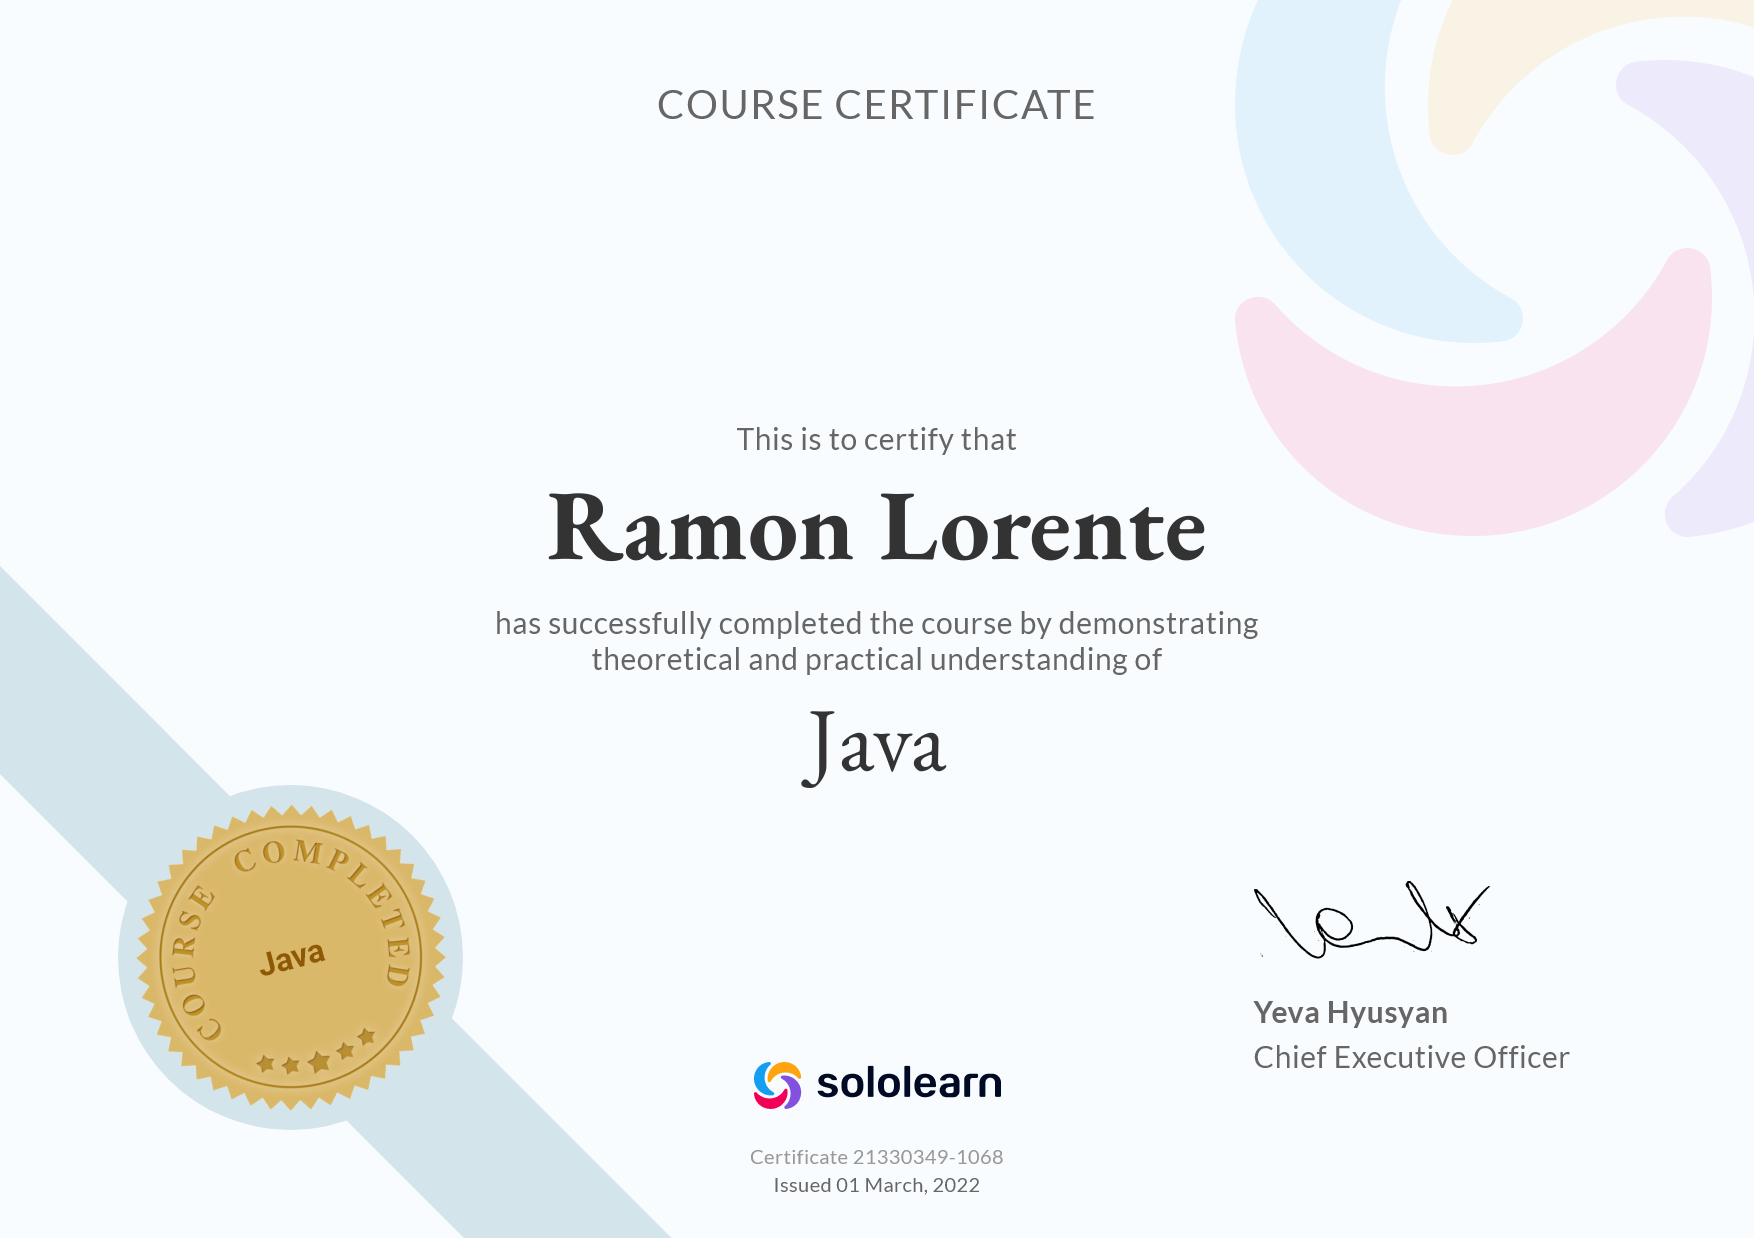 COURSE CERTIFICATE
This is to certify that
Ramon Lorente
has successfully completed the course by demonstrating
theoretical and practical understanding of
Java
COURSE COMPLETED
Java
Yeva Hyusyan
Chief Executive Officer
sololearn
Certificate 21330349-1068
Issued 01 March, 2022